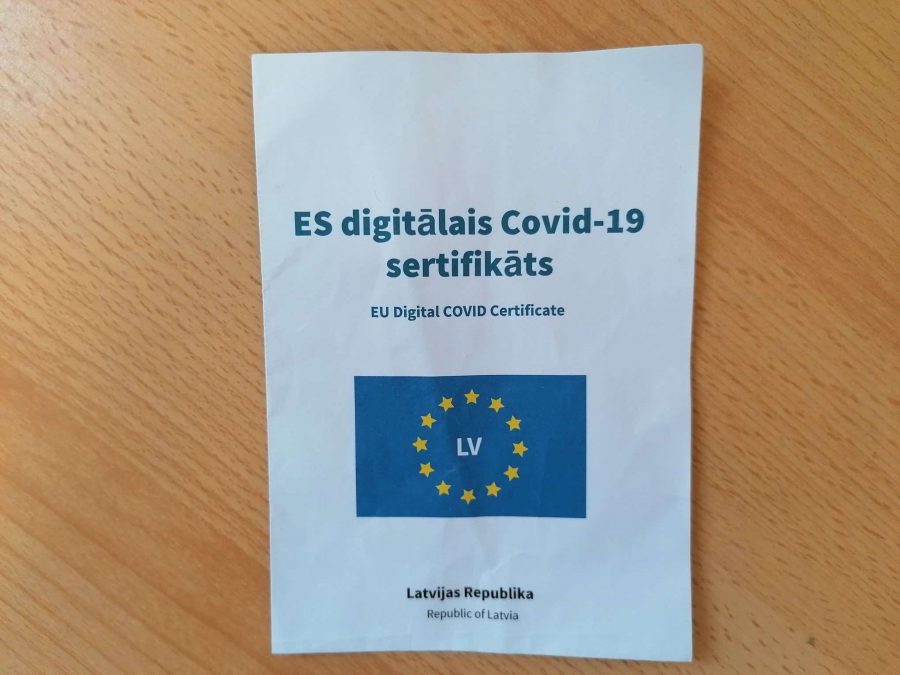 ES digitālais Covid-19
sertifikāts
EU Digital COVID Certificate
LV
Latvijas Republika
Republic of Latvia